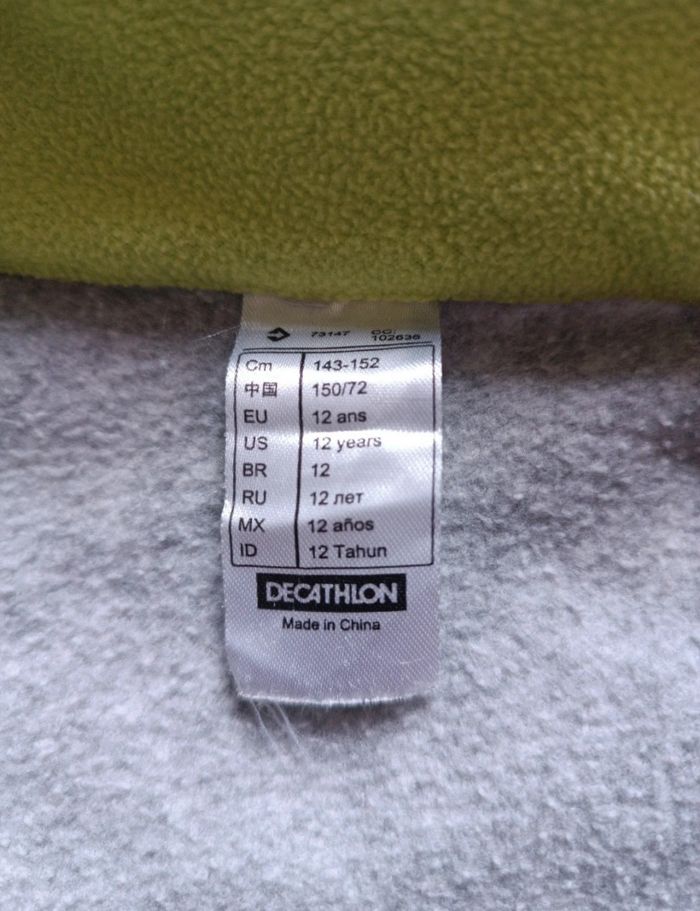 73147 CC:
102636
Cm 143-152
中国 150/72
EU 12 ans
US 12 years
BR 12
RU 12 лет
MX 12 años
ID 12 Tahun
DECATHLON
Made in China